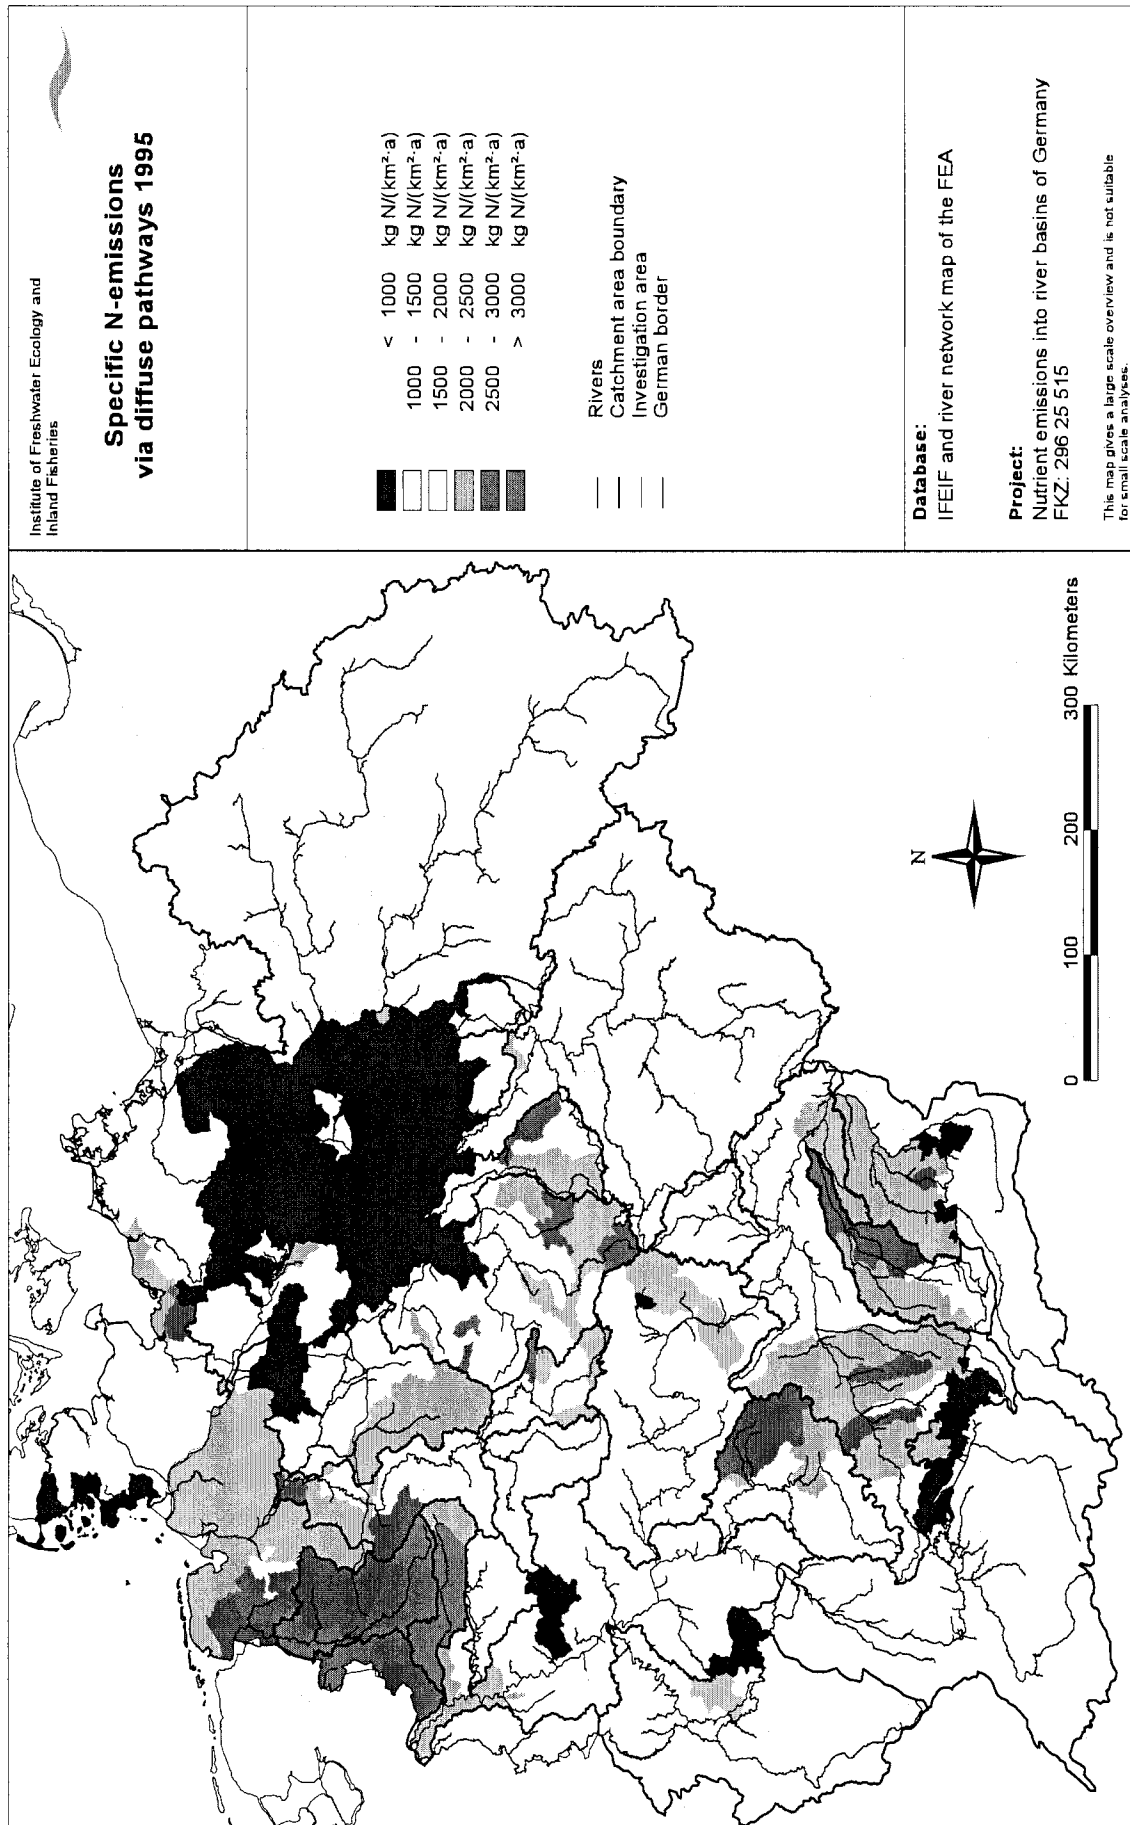 Institute of Freshwater Ecology and
Inland Fisheries
Specific N-emissions
via diffuse pathways 1995
< 1000 kg N/(km²·a)
1000 - 1500 kg N/(km²·a)
1500 - 2000 kg N/(km²·a)
2000 - 2500 kg N/(km²·a)
2500 - 3000 kg N/(km²·a)
> 3000 kg N/(km²·a)
Rivers
Catchment area boundary
Investigation area
German border
Database:
IFEIF and river network map of the FEA
Project:
Nutrient emissions into river basins of Germany
FKZ: 296 25 515
This map gives a large scale overview and is not suitable
for small scale analyses.
N
0 100 200 300 Kilometers